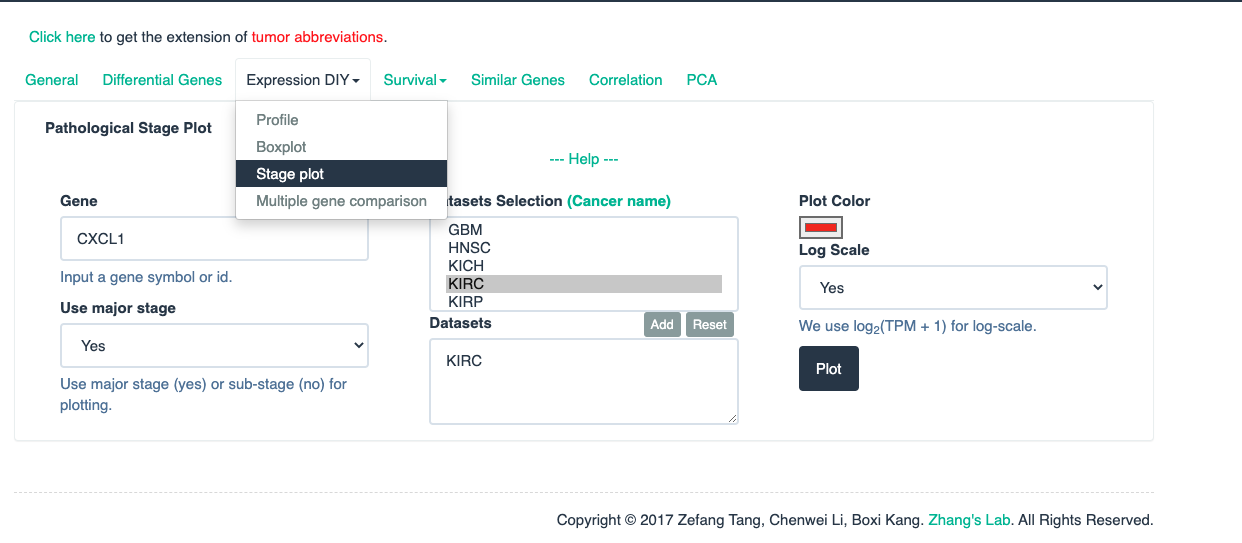 Click here to get the extension of tumor abbreviations.
General Differential Genes Expression DIY Survival Similar Genes Correlation PCA
Profile
Boxplot
Stage plot
Multiple gene comparison
Pathological Stage Plot
--- Help ---
Gene
CXCL1
Input a gene symbol or id.
Use major stage
Yes
Use major stage (yes) or sub-stage (no) for
plotting.
tasets Selection (Cancer name)
GBM
HNSC
KICH
KIRC
KIRP
Datasets Add Reset
KIRC
Plot Color
Log Scale
Yes
We use log₂(TPM + 1) for log-scale.
Plot
Copyright © 2017 Zefang Tang, Chenwei Li, Boxi Kang. Zhang's Lab. All Rights Reserved.